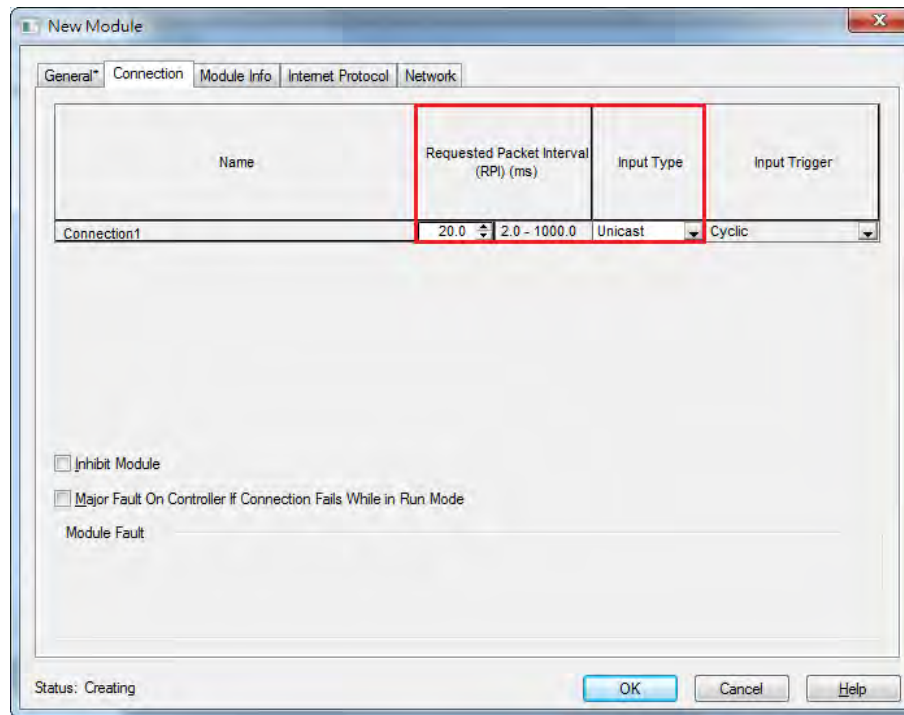 New Module
General* Connection Module Info Internet Protocol Network
Name Requested Packet Interval (RPI) (ms) Input Type Input Trigger
Connection1 20.0 2.0 - 1000.0 Unicast Cyclic
Inhibit Module
Major Fault On Controller If Connection Fails While in Run Mode
Module Fault
Status: Creating OK Cancel Help